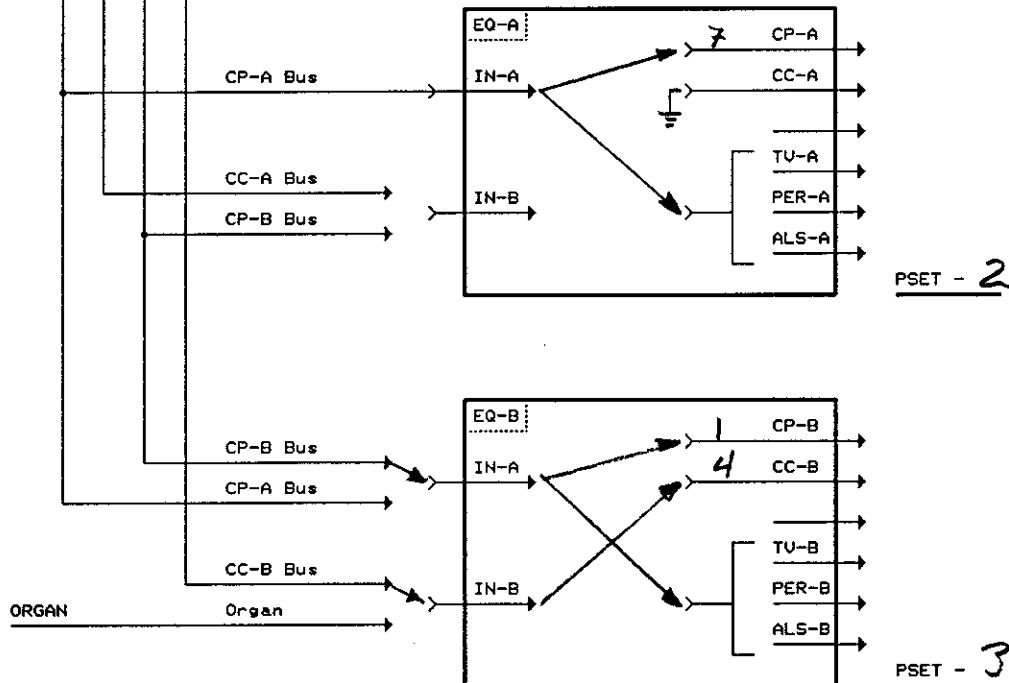 EQ-A
7 CP-A
CP-A Bus IN-A CC-A
TV-A
CC-A Bus IN-B PER-A
CP-B Bus ALS-A
PSET - 2
EQ-B
1 CP-B
CP-B Bus IN-A 4 CC-B
CP-A Bus
TV-B
CC-B Bus IN-B PER-B
ORGAN Organ ALS-B
PSET - 3